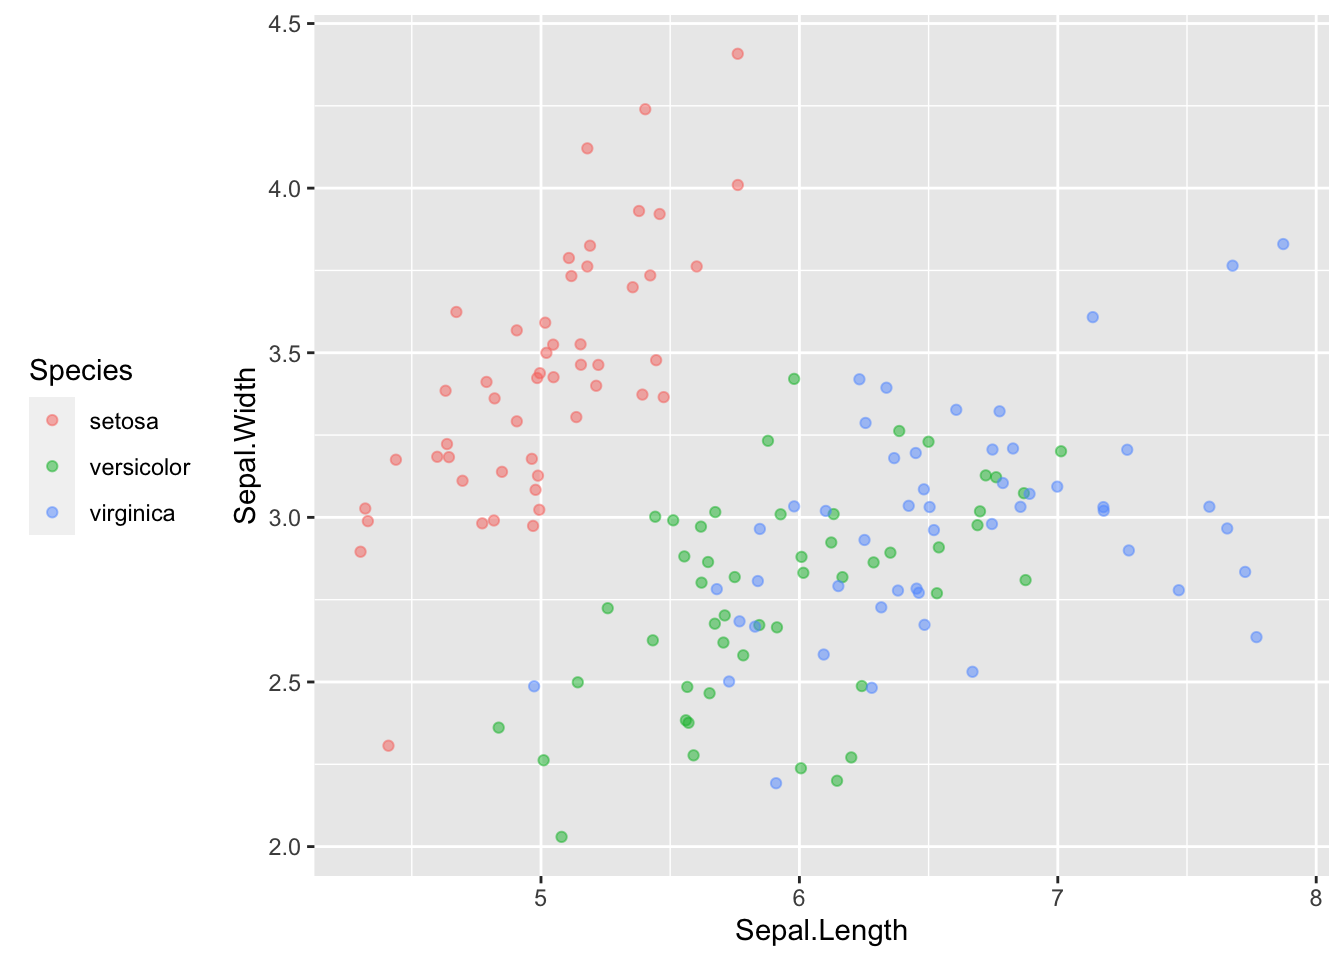 Species
setosa
versicolor
virginica
Sepal.Width
4.5
4.0
3.5
3.0
2.5
2.0
5 6 7 8
Sepal.Length